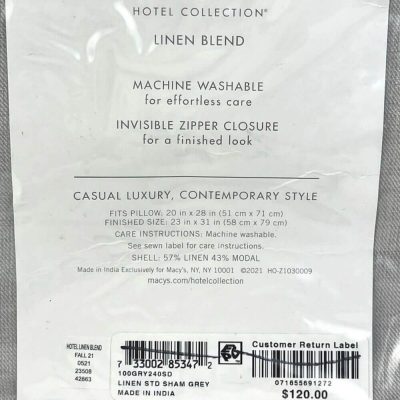 HOTEL COLLECTION®
LINEN BLEND
MACHINE WASHABLE
for effortless care
INVISIBLE ZIPPER CLOSURE
for a finished look
CASUAL LUXURY, CONTEMPORARY STYLE
FITS PILLOW, 20 in x 28 in (51 cm x 71 cm)
FINISHED SIZE: 23 in x 31 in (58 cm x 79 cm)
CARE INSTRUCTIONS: Machine washable.
See sewn label for care instructions.
SHELL: 57% LINEN 43% MODAL
Made in India Exclusively for Macy's, NY, NY 10001 ©2021 HO-Z1030009
macys.com/hotelcollection
HOTEL LINEN BLEND
FALL 21
0521
23508
42663
7 33002 85347 2
100GRY240SD
LINEN STD SHAM GREY
MADE IN INDIA
Customer Return Label
071655691272
$120.00